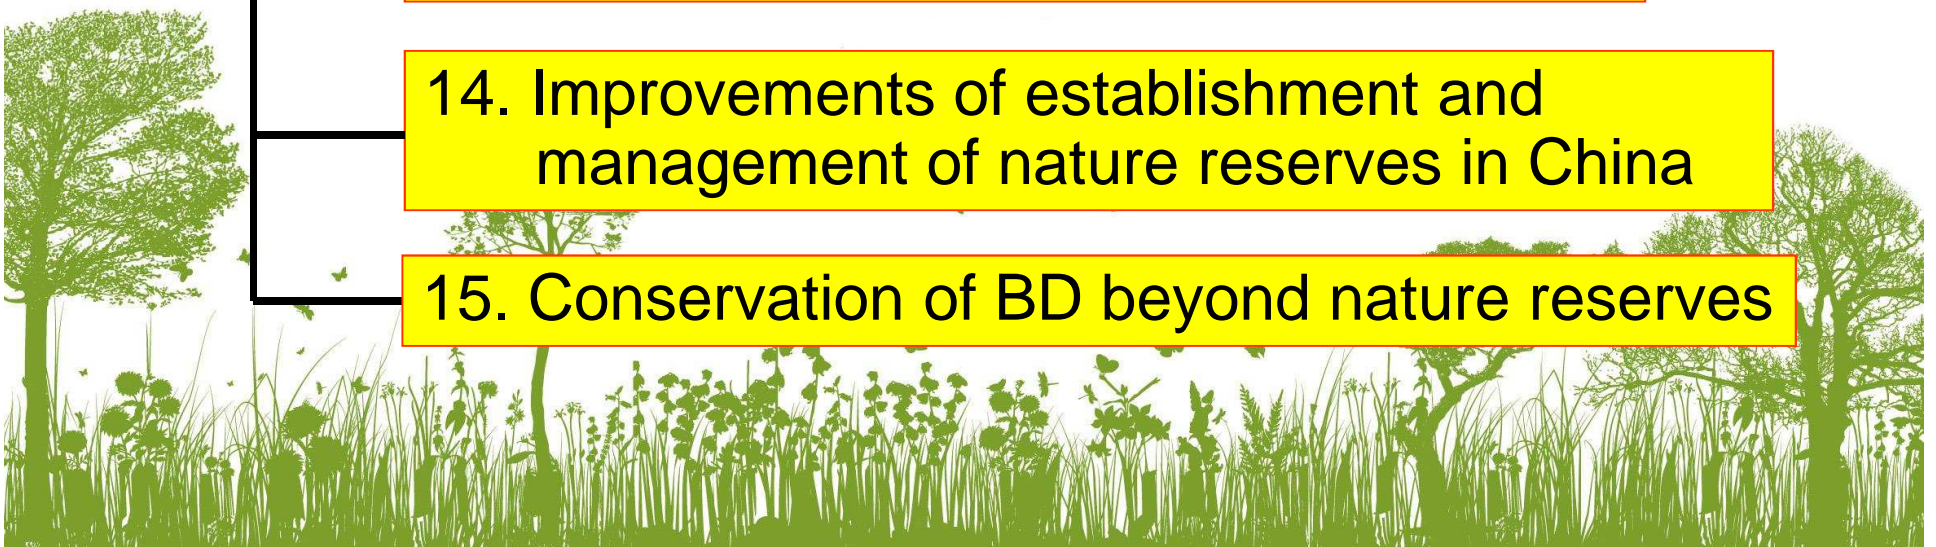 14. Improvements of establishment and
management of nature reserves in China
15. Conservation of BD beyond nature reserves